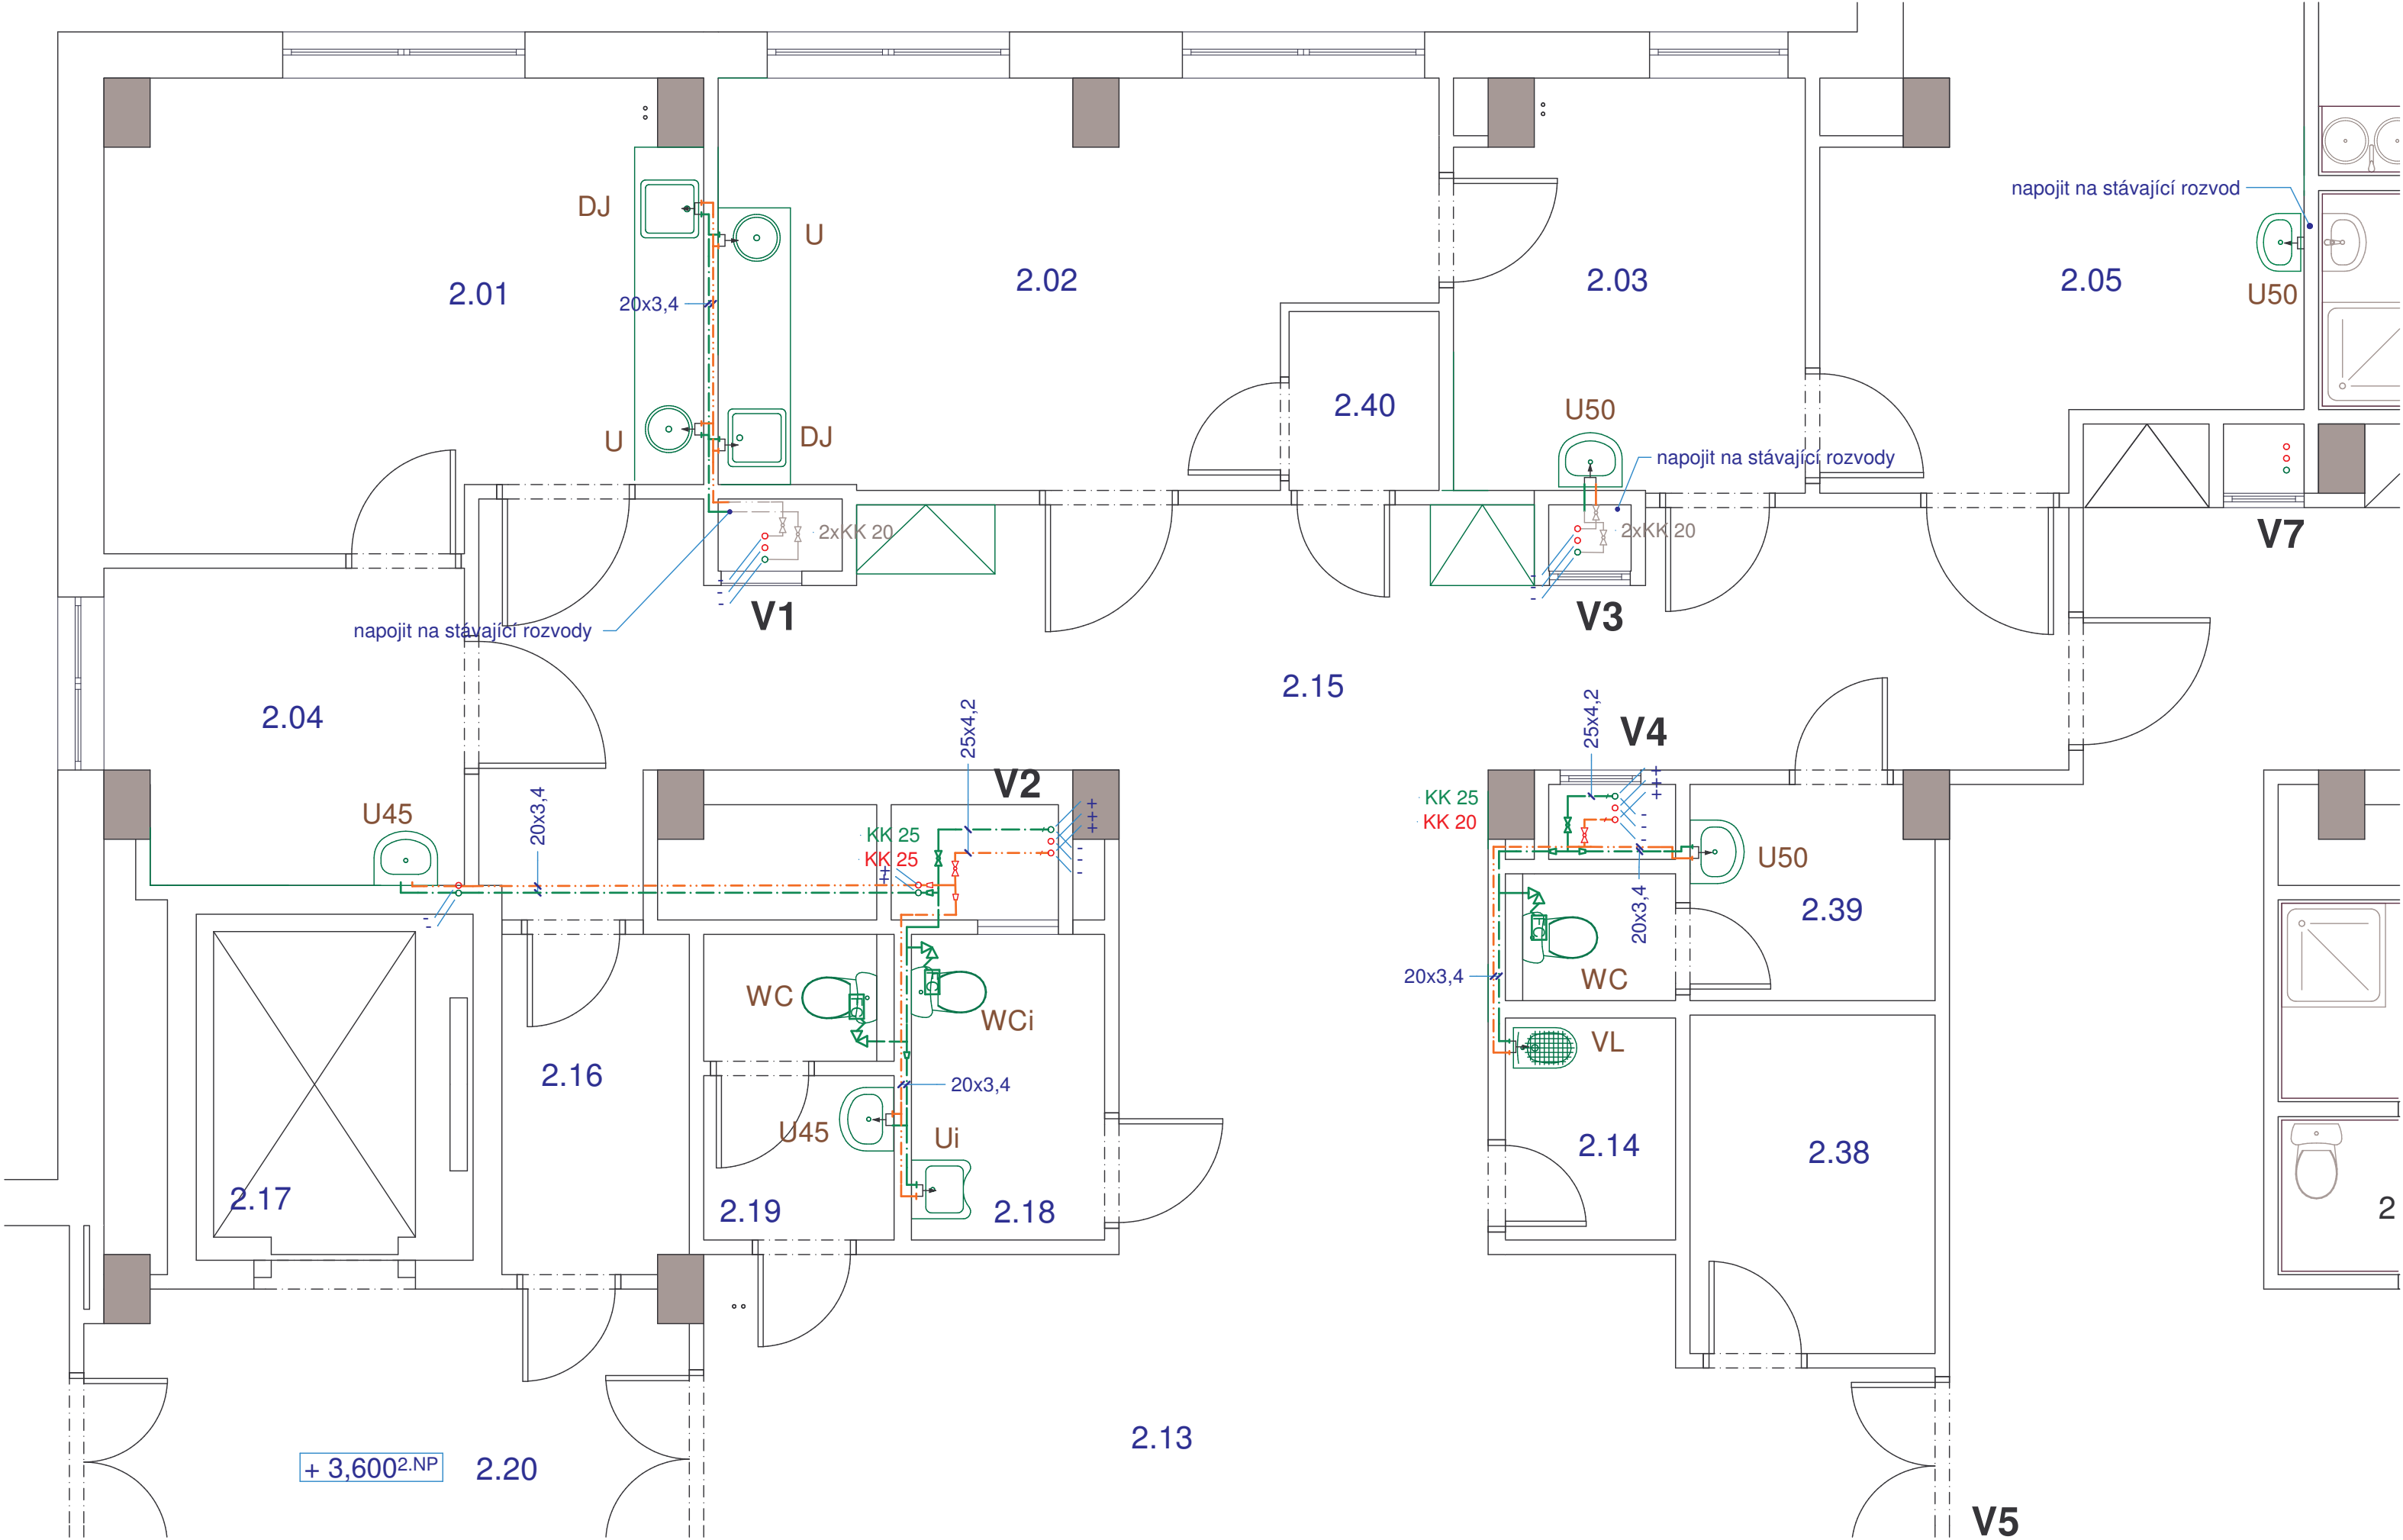 napojit na stávající rozvod
DJ
U
2.01
2.02
2.03
2.05
U50
20x3,4
2.40
U50
U
DJ
napojit na stávající rozvody
2xKK 20
2xKK 20
V7
V1
V3
napojit na stávající rozvody
2.15
2.04
25x4,2
25x4,2
V4
V2
U45
20x3,4
KK 25
KK 25
KK 25
KK 20
U50
20x3,4
2.39
WC
WCi
WC
20x3,4
VL
2.16
20x3,4
U45
Ui
2.14
2.38
2.17
2.19
2.18
2
2.13
+ 3,600 2.NP
2.20
V5